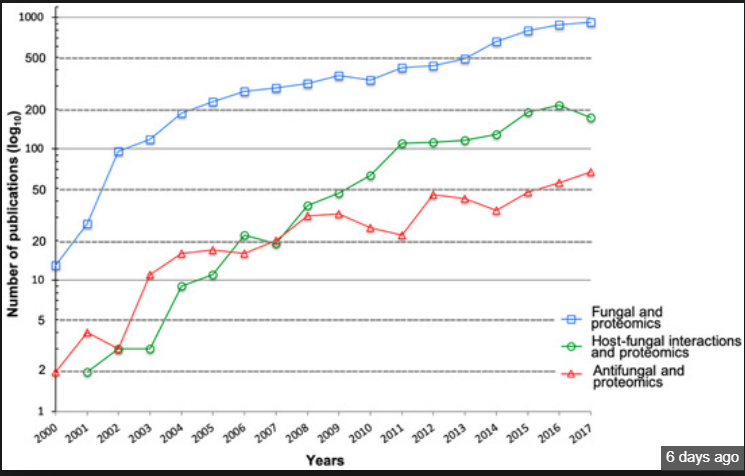 1000
500
200
100
50
20
10
5
2
1
Number of publications (log10)
2000 2001 2002 2003 2004 2005 2006 2007 2008 2009 2010 2011 2012 2013 2014 2015 2016 2017
Years
Fungal and
proteomics
Host-fungal interactions
and proteomics
Antifungal and
proteomics
6 days ago